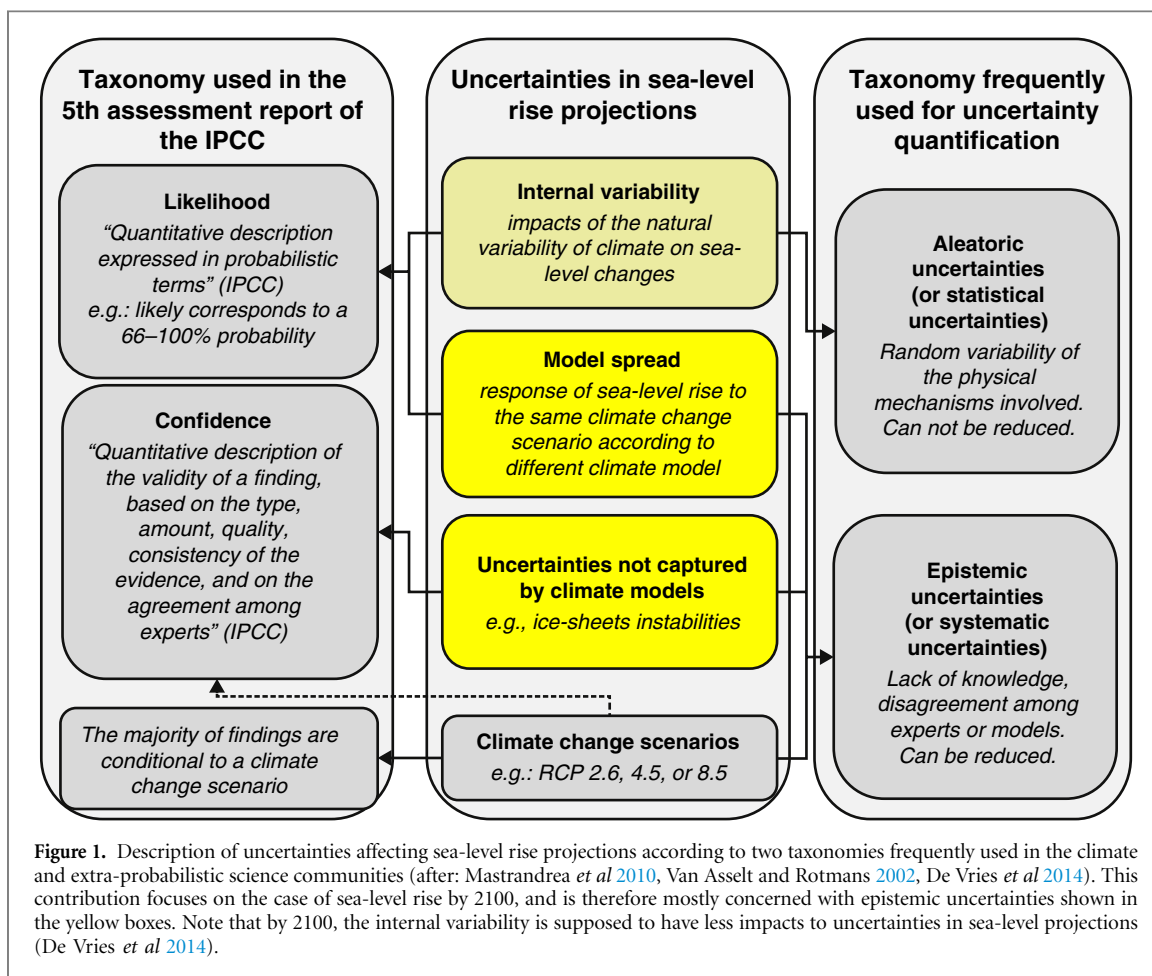 Taxonomy used in the
5th assessment report of
the IPCC
Likelihood
“Quantitative description
expressed in probabilistic
terms” (IPCC)
e.g.: likely corresponds to a
66–100% probability
Confidence
“Quantitative description of
the validity of a finding,
based on the type,
amount, quality,
consistency of the
evidence, and on the
agreement among
experts” (IPCC)
The majority of findings are
conditional to a climate
change scenario
Uncertainties in sea-level
rise projections
Internal variability
impacts of the natural
variability of climate on sea-
level changes
Model spread
response of sea-level rise to
the same climate change
scenario according to
different climate model
Uncertainties not captured
by climate models
e.g., ice-sheets instabilities
Climate change scenarios
e.g.: RCP 2.6, 4.5, or 8.5
Taxonomy frequently
used for uncertainty
quantification
Aleatoric
uncertainties
(or statistical
uncertainties)
Random variability of
the physical
mechanisms involved.
Can not be reduced.
Epistemic
uncertainties
(or systematic
uncertainties)
Lack of knowledge,
disagreement among
experts or models.
Can be reduced.
Figure 1. Description of uncertainties affecting sea-level rise projections according to two taxonomies frequently used in the climate
and extra-probabilistic science communities (after: Mastrandrea et al 2010, Van Asselt and Rotmans 2002, De Vries et al 2014). This
contribution focuses on the case of sea-level rise by 2100, and is therefore mostly concerned with epistemic uncertainties shown in
the yellow boxes. Note that by 2100, the internal variability is supposed to have less impacts to uncertainties in sea-level projections
(De Vries et al 2014).